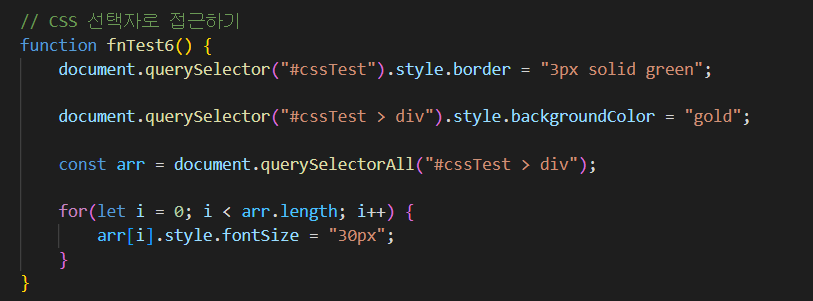 // CSS 선택자로 접근하기
function fnTest6() {
    document.querySelector("#cssTest").style.border = "3px solid green";
    document.querySelector("#cssTest > div").style.backgroundColor = "gold";
    const arr = document.querySelectorAll("#cssTest > div");
    for(let i = 0; i < arr.length; i++) {
        arr[i].style.fontSize = "30px";
    }
}